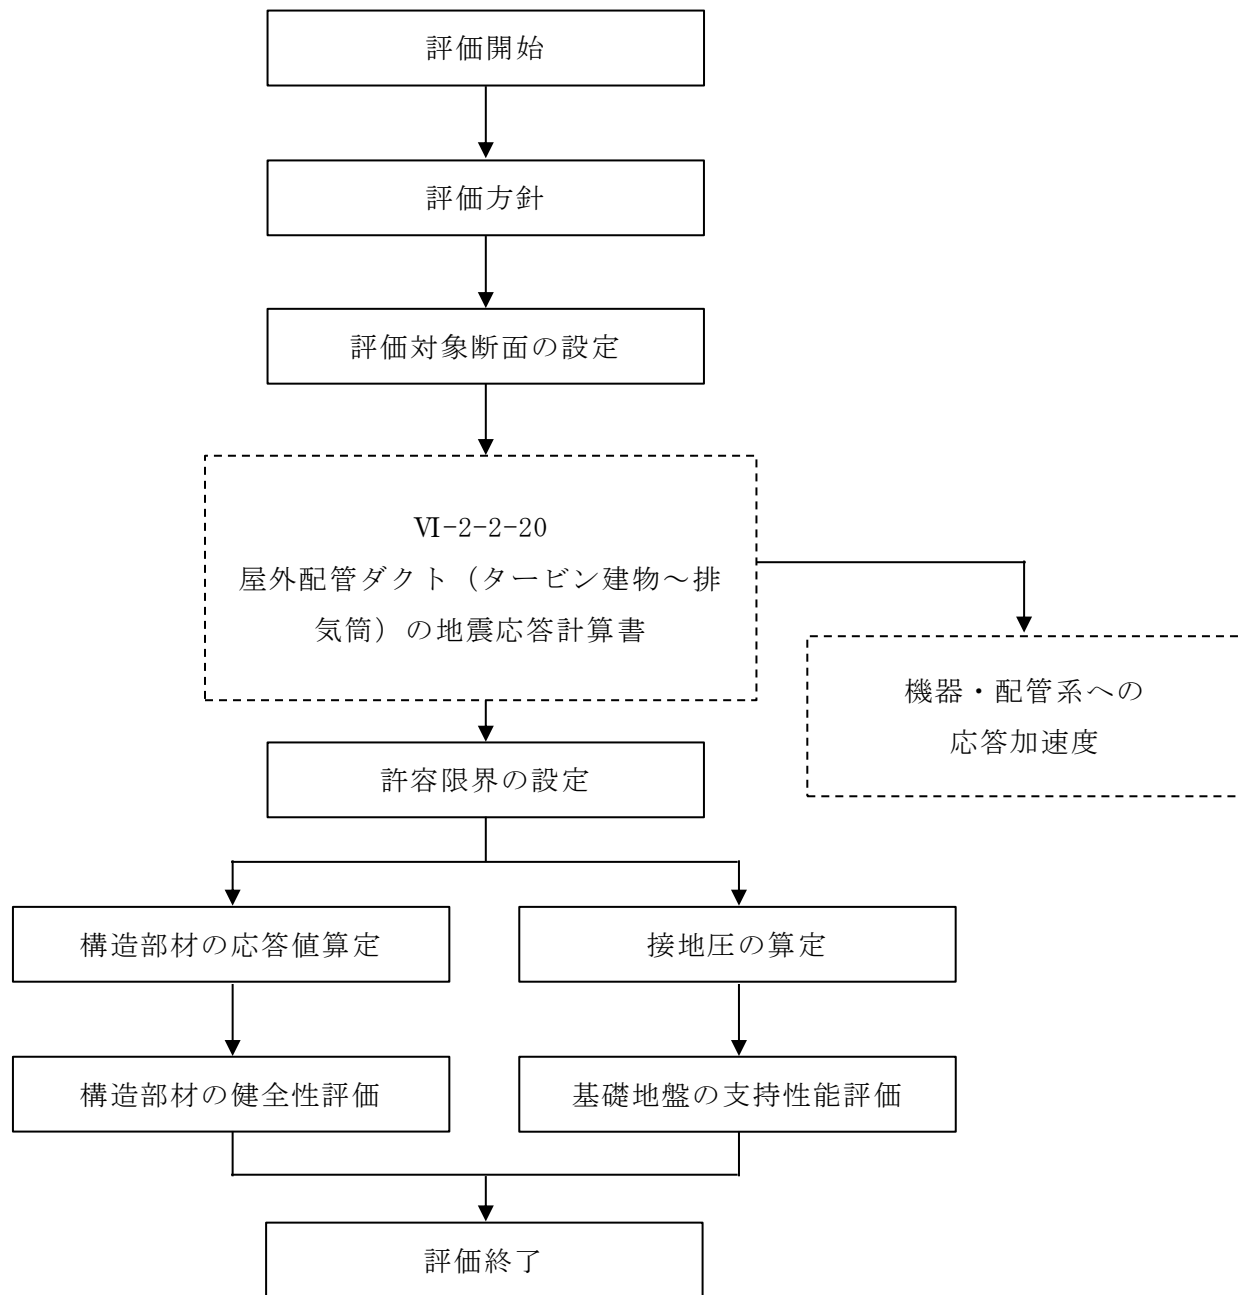 評価開始
評価方針
評価対象断面の設定
Ⅵ-2-2-20
屋外配管ダクト（タービン建物～排
気筒）の地震応答計算書
機器・配管系への
応答加速度
許容限界の設定
構造部材の応答値算定
接地圧の算定
構造部材の健全性評価
基礎地盤の支持性能評価
評価終了